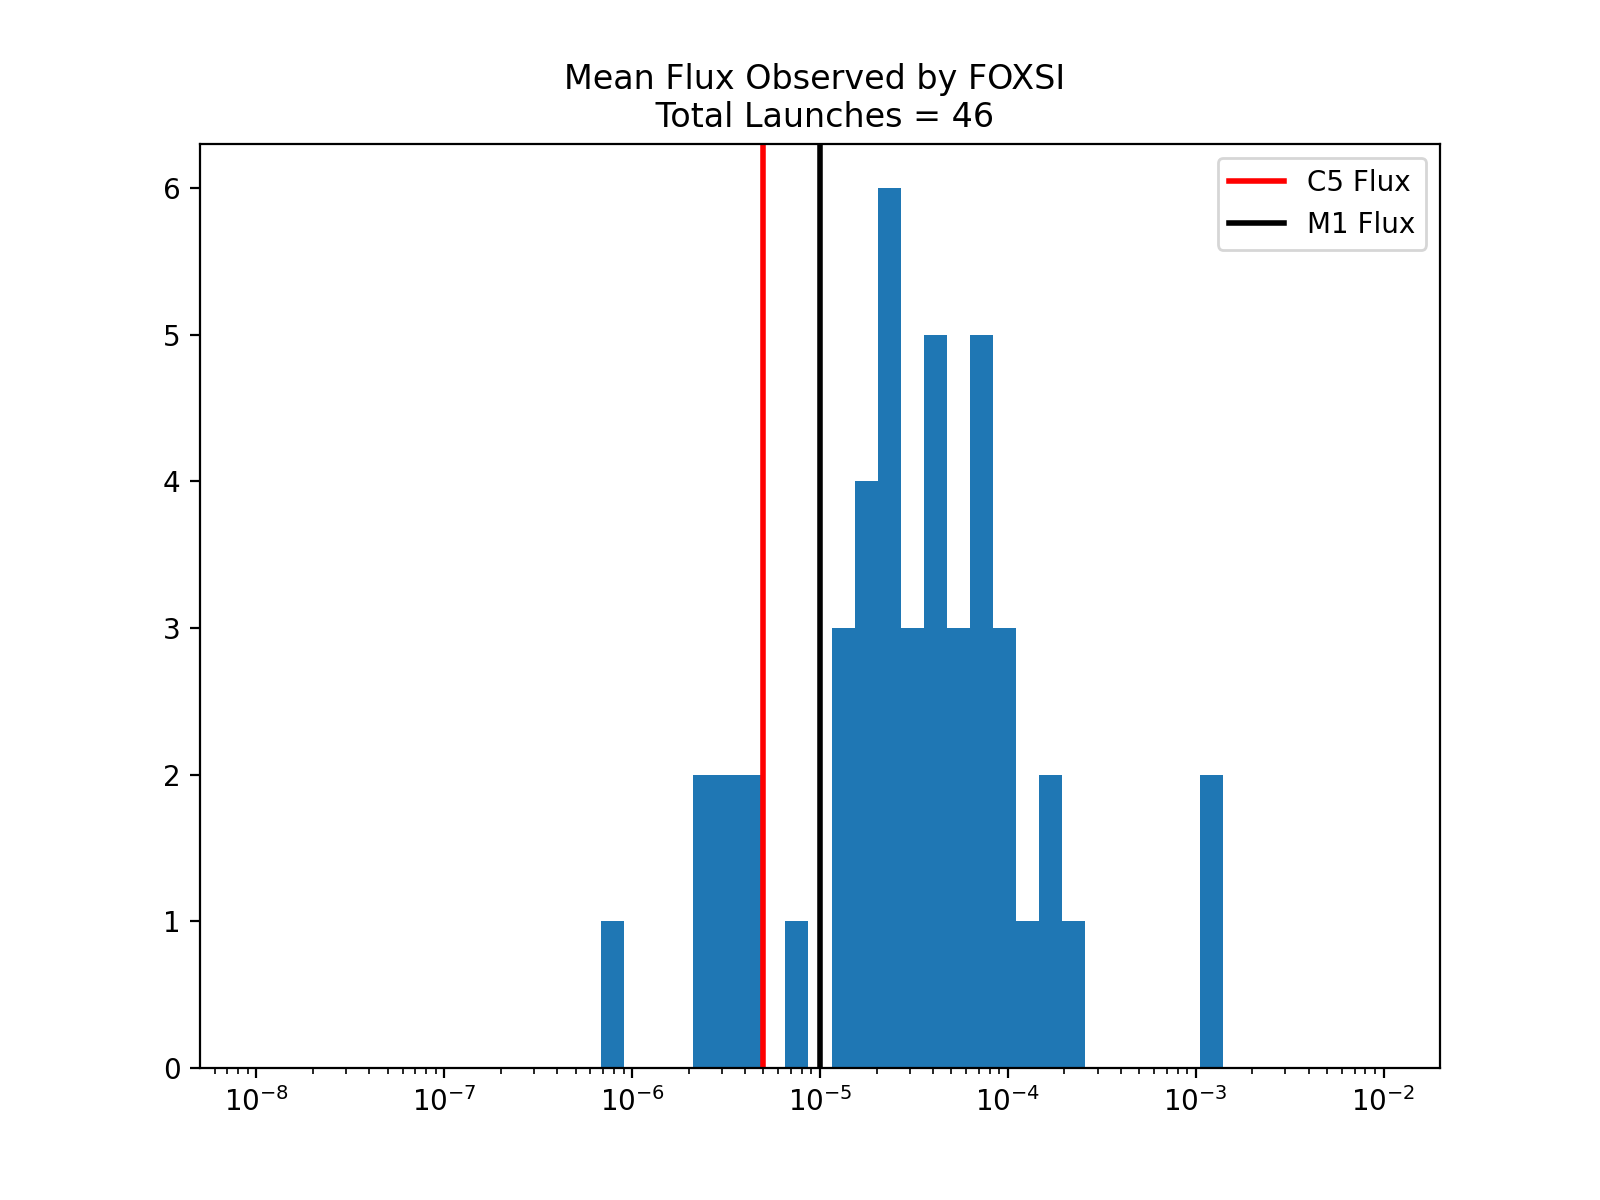 Mean Flux Observed by FOXSI
Total Launches = 46
C5 Flux
M1 Flux
6
5
4
3
2
1
0
10⁻⁸ 10⁻⁷ 10⁻⁶ 10⁻⁵ 10⁻⁴ 10⁻³ 10⁻²